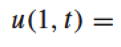 u(1, t) =